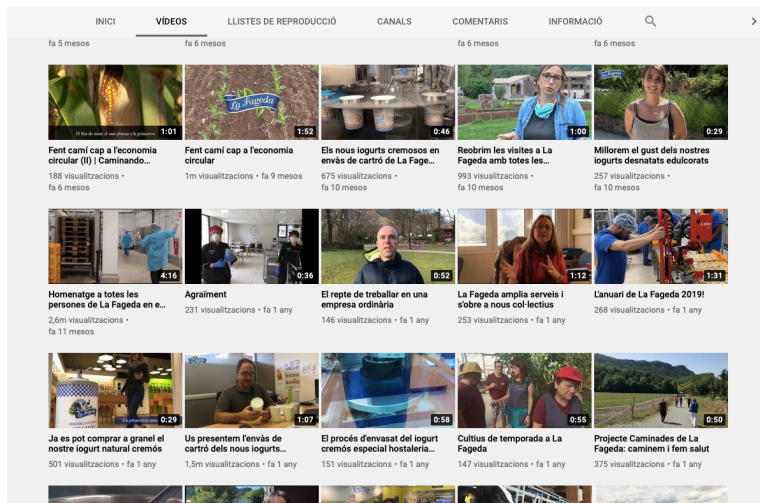 INICI VÍDEOS LLISTES DE REPRODUCCIÓ CANALS COMENTARIS INFORMACIÓ
fa 5 mesos fa 6 mesos fa 6 mesos fa 6 mesos
El blat de moro el vam plantar a la primavera 1:01
La Fageda 1:52
0:46
1:00
La Fageda 0:29
Fent camí cap a l'economia circular (II) | Caminando...
188 visualitzacions •
fa 6 mesos
Fent camí cap a l'economia circular
1m visualitzacions • fa 9 mesos
Els nous iogurts cremosos en envàs de cartró de La Fage...
675 visualitzacions •
fa 10 mesos
Reobrim les visites a La Fageda amb totes les...
993 visualitzacions •
fa 10 mesos
Millorem el gust dels nostres iogurts desnatats edulcorats
257 visualitzacions •
fa 10 mesos
4:16
0:36
0:52
1:12
1:31
Homenatge a totes les persones de La Fageda en e...
2,6m visualitzacions •
fa 11 mesos
Agraïment
231 visualitzacions • fa 1 any
El repte de treballar en una empresa ordinària
146 visualitzacions • fa 1 any
La Fageda amplia serveis i s'obre a nous col·lectius
253 visualitzacions • fa 1 any
L'anuari de La Fageda 2019!
268 visualitzacions • fa 1 any
0:29
1:07
0:58
0:55
0:50
Ja es pot comprar a granel el nostre iogurt natural cremós
501 visualitzacions • fa 1 any
Us presentem l'envàs de cartró dels nous iogurts...
1,5m visualitzacions • fa 1 any
El procés d'envasat del iogurt cremós especial hostaleria...
151 visualitzacions • fa 1 any
Cultius de temporada a La Fageda
147 visualitzacions • fa 1 any
Projecte Caminades de La Fageda: caminem i fem salut
375 visualitzacions • fa 1 any